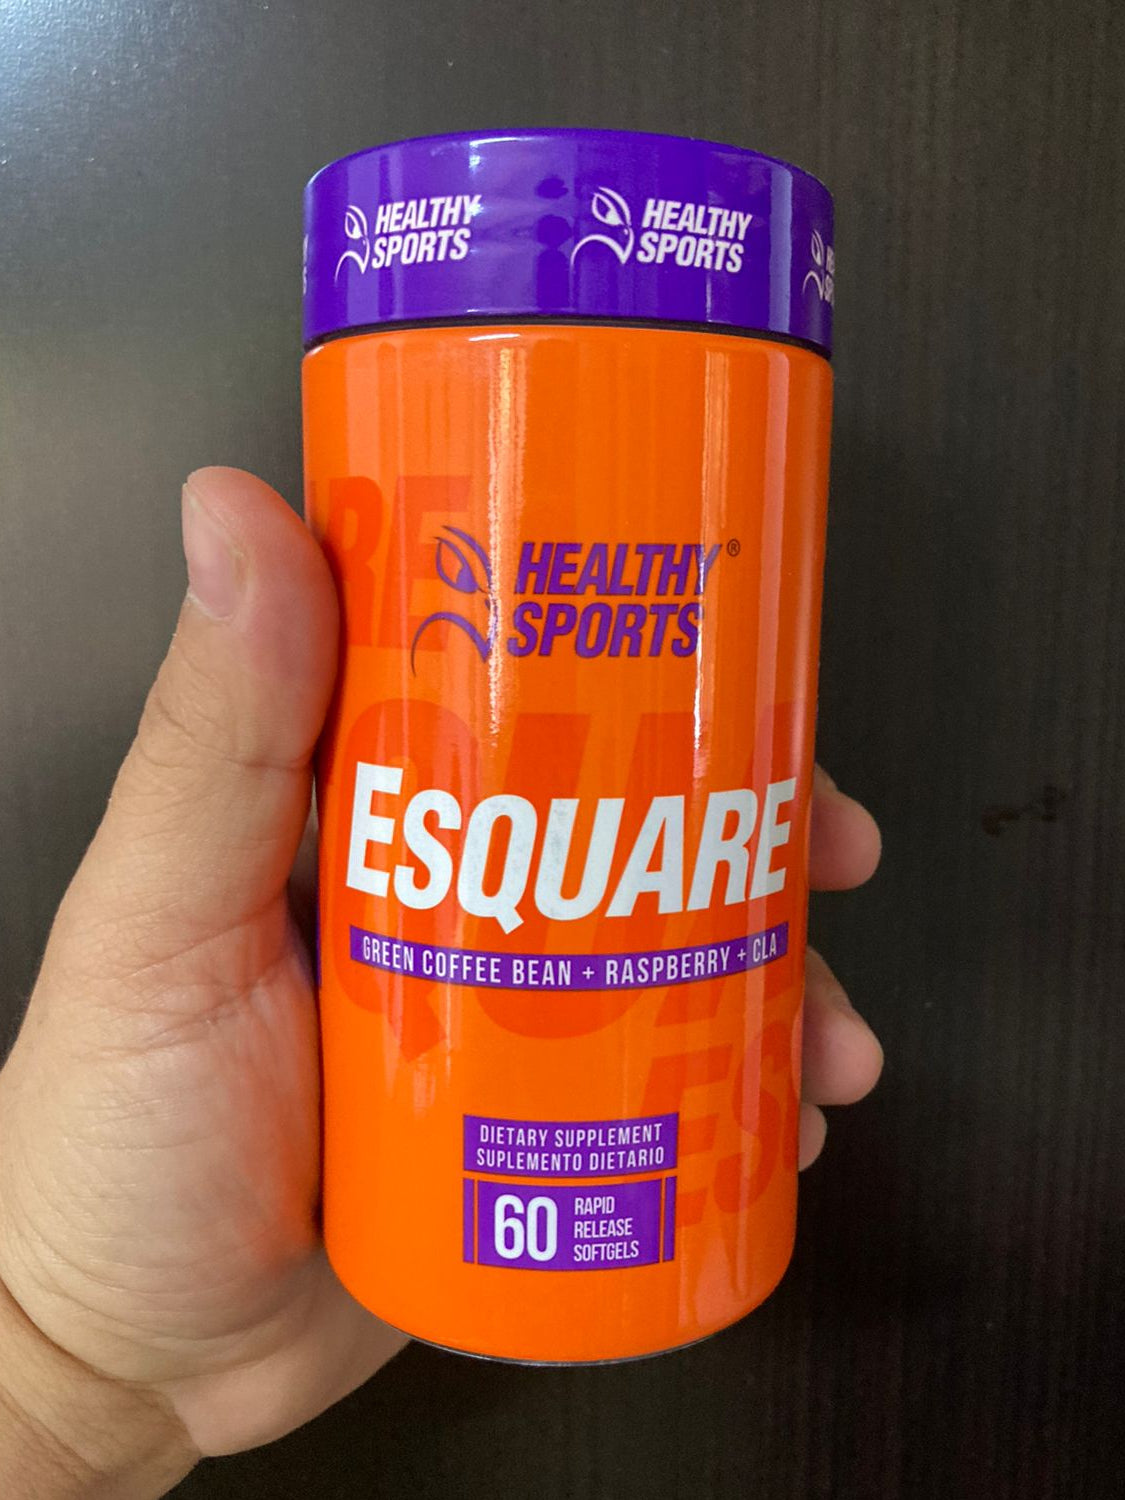 HEALTHY
SPORTS
HEALTHY
SPORTS
HEALTHY®
SPORTS
ESQUARE
GREEN COFFEE BEAN + RASPBERRY + CLA
DIETARY SUPPLEMENT
SUPLEMENTO DIETARIO
60
RAPID
RELEASE
SOFTGELS